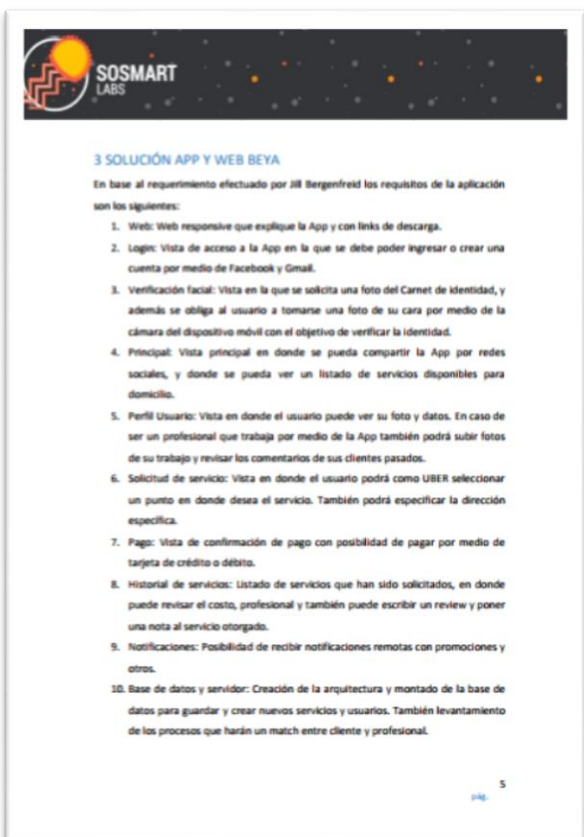 SOSMART
LABS
3 SOLUCIÓN APP Y WEB BEYA
En base al requerimiento efectuado por Jill Bergenfreid los requisitos de la aplicación
son los siguientes:
1. Web: Web responsive que explique la App y con links de descarga.
2. Login: Vista de acceso a la App en la que se debe poder ingresar o crear una
cuenta por medio de Facebook y Gmail.
3. Verificación facial: Vista en la que se solicita una foto del Carnet de identidad, y
además se obliga al usuario a tomarse una foto de su cara por medio de la
cámara del dispositivo móvil con el objetivo de verificar la identidad.
4. Principal: Vista principal en donde se pueda compartir la App por redes
sociales, y donde se pueda ver un listado de servicios disponibles para
domicilio.
5. Perfil Usuario: Vista en donde el usuario puede ver su foto y datos. En caso de
ser un profesional que trabaja por medio de la App también podrá subir fotos
de su trabajo y revisar los comentarios de sus clientes pasados.
6. Solicitud de servicio: Vista en donde el usuario podrá como UBER seleccionar
un punto en donde desea el servicio. También podrá especificar la dirección
específica.
7. Pago: Vista de confirmación de pago con posibilidad de pagar por medio de
tarjeta de crédito o débito.
8. Historial de servicios: Listado de servicios que han sido solicitados, en donde
puede revisar el costo, profesional y también puede escribir un review y poner
una nota al servicio otorgado.
9. Notificaciones: Posibilidad de recibir notificaciones remotas con promociones y
otros.
10. Base de datos y servidor: Creación de la arquitectura y montado de la base de
datos para guardar y crear nuevos servicios y usuarios. También levantamiento
de los procesos que harán un match entre cliente y profesional.
5
pág.